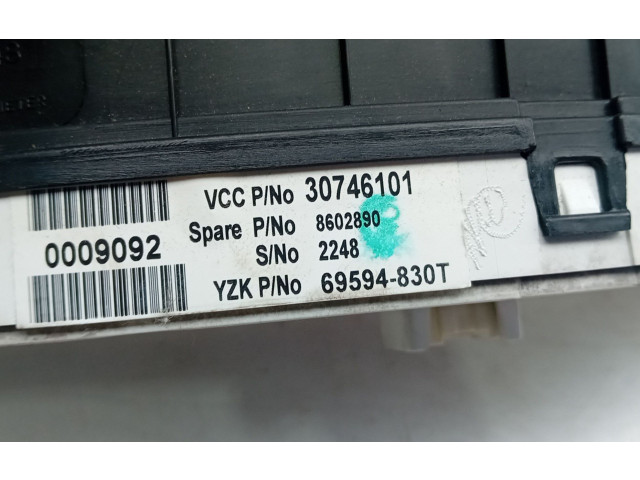 VCC P/No 30746101
Spare P/No 8602890
0009092
S/No 2248
YZK P/No 69594-830T